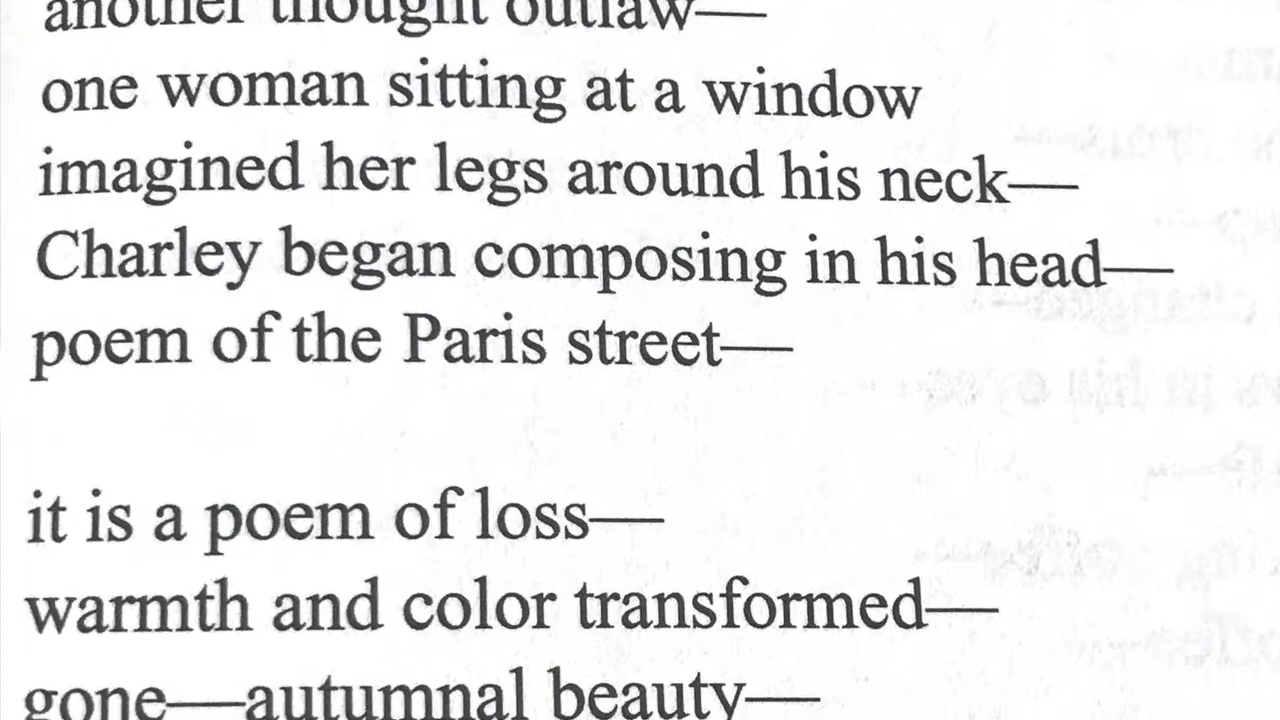 another thought outlaw—
one woman sitting at a window
imagined her legs around his neck—
Charley began composing in his head—
poem of the Paris street—
it is a poem of loss—
warmth and color transformed—
gone—autumnal beauty—